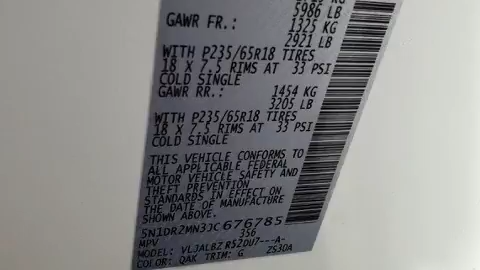 5986 LB
GAWR FR.: 1325 KG
2921 LB
WITH P235/65R18 TIRES
18 X 7.5 RIMS AT 33 PSI
COLD SINGLE
GAWR RR.: 1454 KG
3205 LB
WITH P235/65R18 TIRES
18 X 7.5 RIMS AT 33 PSI
COLD SINGLE
THIS VEHICLE CONFORMS TO
ALL APPLICABLE FEDERAL
MOTOR VEHICLE SAFETY AND
THEFT PREVENTION
STANDARDS IN EFFECT ON
THE DATE OF MANUFACTURE
SHOWN ABOVE.
5N1DR2MN3JC676785
MPV 356
MODEL: VLJALBZ R52DU7---A-
COLOR: QAK TRIM: G ZS3DA